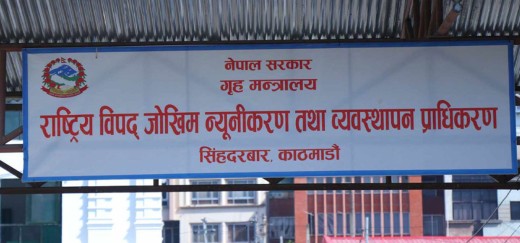 नेपाल सरकार
गृह मन्त्रालय
राष्ट्रिय विपद् जोखिम न्यूनीकरण तथा व्यवस्थापन प्राधिकरण
सिंहदरबार, काठमाडौं